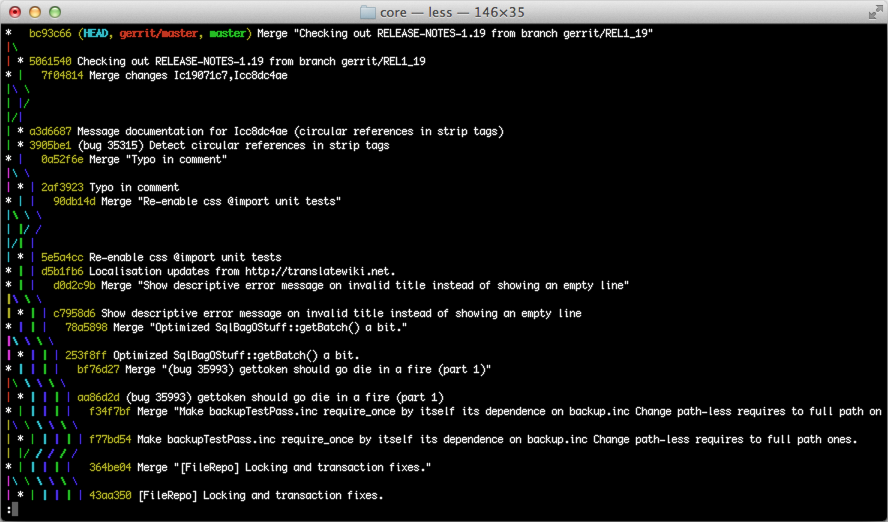 core — less — 146×35
* bc93c66 (HEAD, gerrit/master, master) Merge "Checking out RELEASE-NOTES-1.19 from branch gerrit/REL1_19"
|\
| * 5061540 Checking out RELEASE-NOTES-1.19 from branch gerrit/REL1_19
* | 7f04814 Merge changes Ic19071c7,Icc8dc4ae
|\ \
| |/
|/|
| * a3d6687 Message documentation for Icc8dc4ae (circular references in strip tags)
| * 3905be1 (bug 35315) Detect circular references in strip tags
* | 0a52f6e Merge "Typo in comment"
|\ \
| * | 2af3923 Typo in comment
* | | 90db14d Merge "Re-enable css @import unit tests"
|\ \ \
| |/ /
|/| |
| * | 5e5a4cc Re-enable css @import unit tests
* | | d5b1fb6 Localisation updates from http://translatewiki.net.
* | | d0d2c9b Merge "Show descriptive error message on invalid title instead of showing an empty line"
|\ \ \
| * | | c7958d6 Show descriptive error message on invalid title instead of showing an empty line
* | | | 78a5898 Merge "Optimized SqlBagOStuff::getBatch() a bit."
|\ \ \ \
| * | | | 253f8ff Optimized SqlBagOStuff::getBatch() a bit.
* | | | | bf76d27 Merge "(bug 35993) gettoken should go die in a fire (part 1)"
|\ \ \ \ \
| * | | | | aa86d2d (bug 35993) gettoken should go die in a fire (part 1)
* | | | | | f34f7bf Merge "Make backupTestPass.inc require_once by itself its dependence on backup.inc Change path-less requires to full path on
|\ \ \ \ \ \
| * | | | | | f77bd54 Make backupTestPass.inc require_once by itself its dependence on backup.inc Change path-less requires to full path ones.
| |/ / / / /
* | | | | | 364be04 Merge "[FileRepo] Locking and transaction fixes."
|\ \ \ \ \ \
| * | | | | | 43aa350 [FileRepo] Locking and transaction fixes.
: